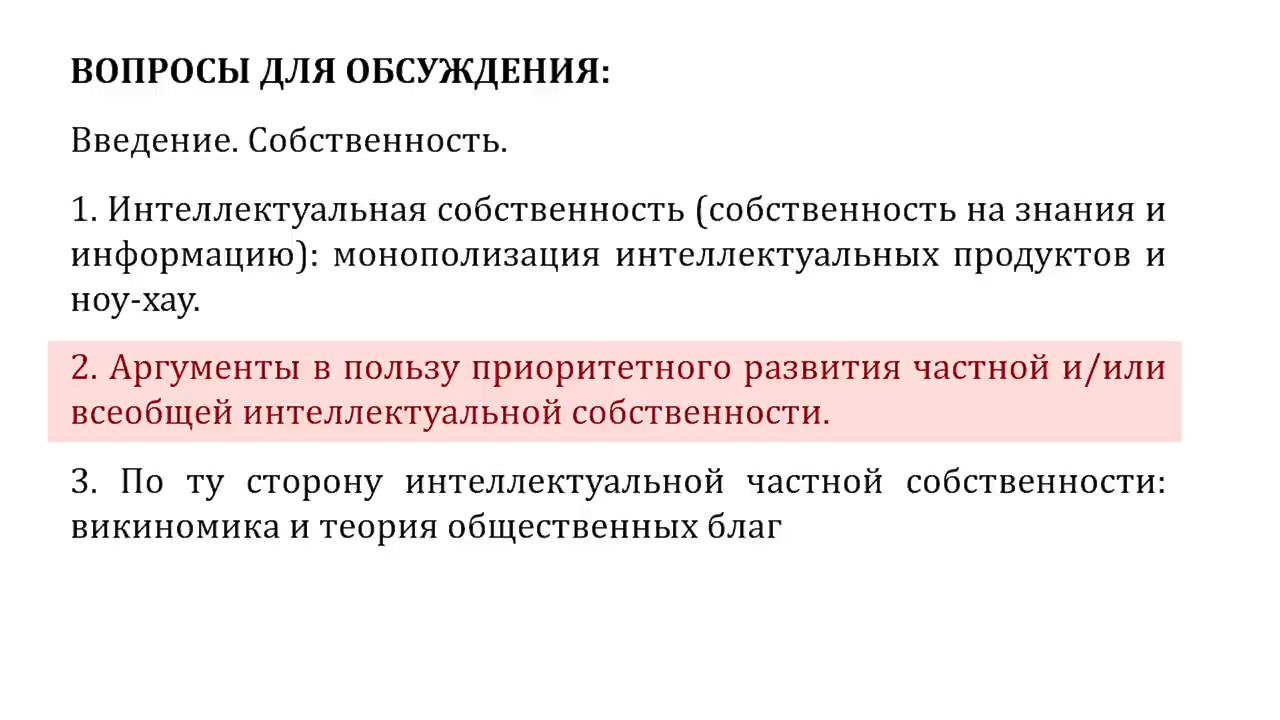 ВОПРОСЫ ДЛЯ ОБСУЖДЕНИЯ:
Введение. Собственность.
1. Интеллектуальная собственность (собственность на знания и
информацию): монополизация интеллектуальных продуктов и
ноу-хау.
2. Аргументы в пользу приоритетного развития частной и/или
всеобщей интеллектуальной собственности.
3. По ту сторону интеллектуальной частной собственности:
викиномика и теория общественных благ